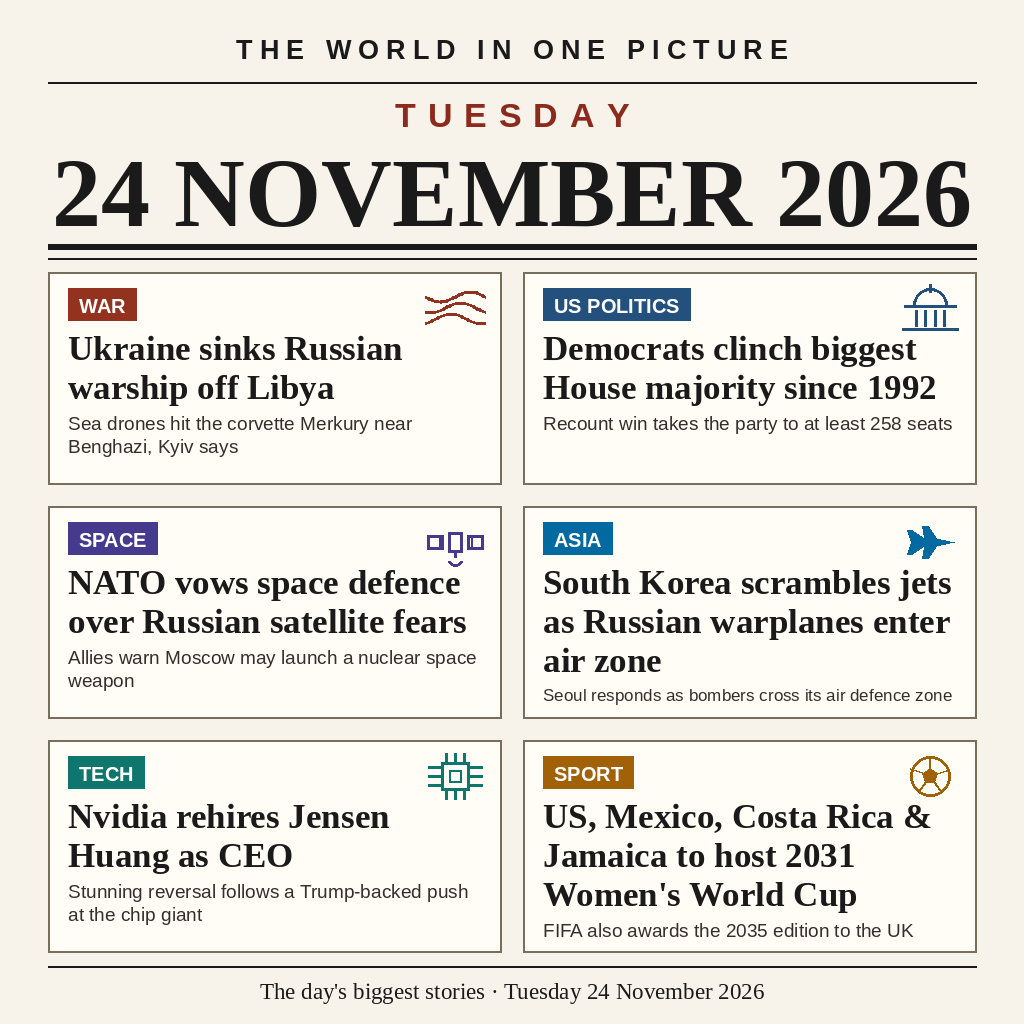 THE WORLD IN ONE PICTURE
TUESDAY
24 NOVEMBER 2026
WAR
Ukraine sinks Russian
warship off Libya
Sea drones hit the corvette Merkury near
Benghazi, Kyiv says
US POLITICS
Democrats clinch biggest
House majority since 1992
Recount win takes the party to at least 258 seats
SPACE
NATO vows space defence
over Russian satellite fears
Allies warn Moscow may launch a nuclear space
weapon
ASIA
South Korea scrambles jets
as Russian warplanes enter
air zone
Seoul responds as bombers cross its air defence zone
TECH
Nvidia rehires Jensen
Huang as CEO
Stunning reversal follows a Trump-backed push
at the chip giant
SPORT
US, Mexico, Costa Rica &
Jamaica to host 2031
Women's World Cup
FIFA also awards the 2035 edition to the UK
The day's biggest stories · Tuesday 24 November 2026